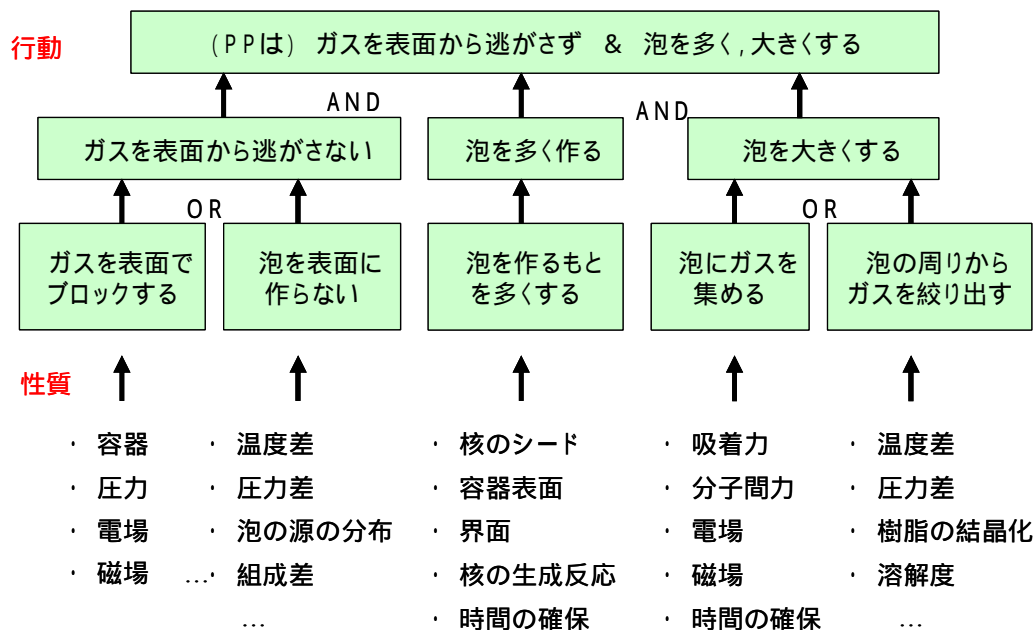 行動
(PPは) ガスを表面から逃がさず & 泡を多く,大きくする
AND
AND
ガスを表面から逃がさない
泡を多く作る
泡を大きくする
OR
OR
ガスを表面で
ブロックする
泡を表面に
作らない
泡を作るもと
を多くする
泡にガスを
集める
泡の周りから
ガスを絞り出す
性質
・ 容器
・ 圧力
・ 電場
・ 磁場 …
・ 温度差
・ 圧力差
・ 泡の源の分布
・ 組成差
…
・ 核のシード
・ 容器表面
・ 界面
・ 核の生成反応
・ 時間の確保
・ 吸着力
・ 分子間力
・ 電場
・ 磁場
・ 時間の確保
・ 温度差
・ 圧力差
・ 樹脂の結晶化
・ 溶解度
…